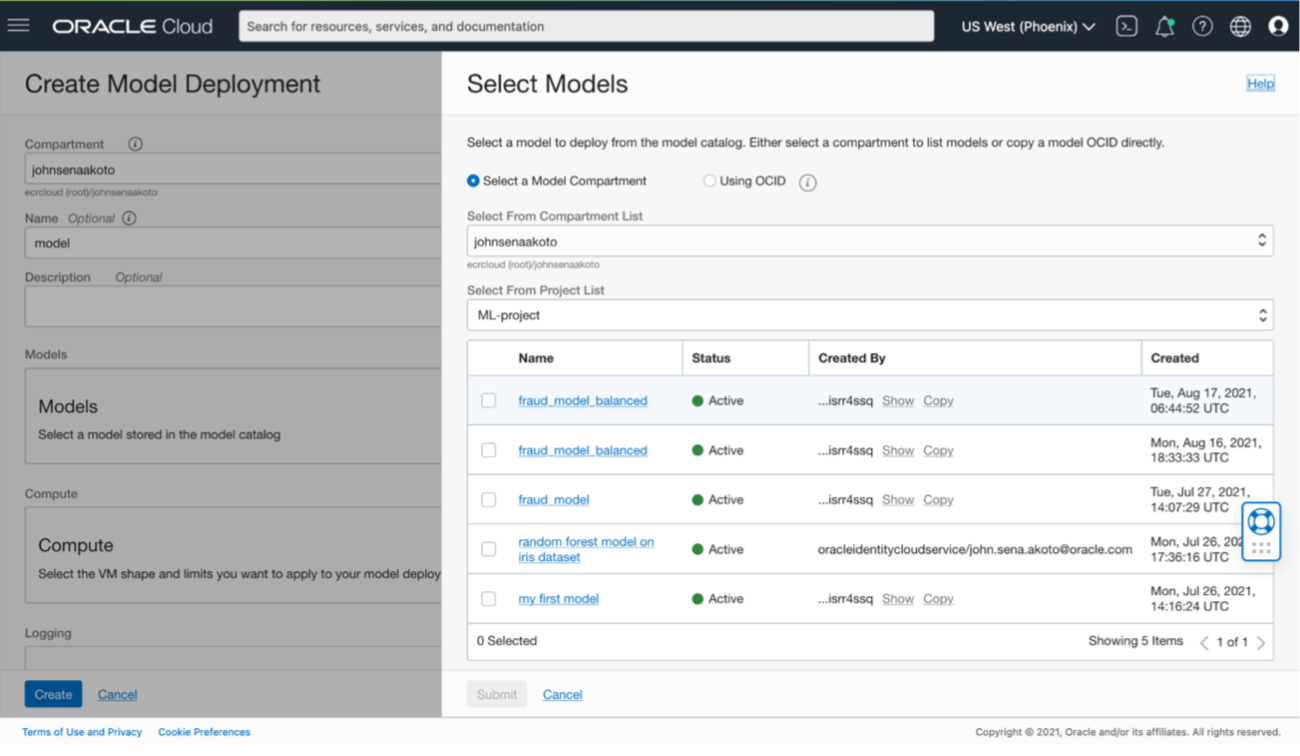 ORACLE Cloud
Search for resources, services, and documentation
US West (Phoenix)
Create Model Deployment
Compartment
johnsenaakoto
ecrcloud (root)/johnsenaakoto
Name Optional
model
Description Optional
Models
Models
Select a model stored in the model catalog
Compute
Compute
Select the VM shape and limits you want to apply to your model deploy
Logging
Create Cancel
Select Models
Help
Select a model to deploy from the model catalog. Either select a compartment to list models or copy a model OCID directly.
Select a Model Compartment Using OCID
Select From Compartment List
johnsenaakoto
ecrcloud (root)/johnsenaakoto
Select From Project List
ML-project
Name Status Created By Created
fraud_model_balanced Active ...isrr4ssq Show Copy Tue, Aug 17, 2021,
06:44:52 UTC
fraud_model_balanced Active ...isrr4ssq Show Copy Mon, Aug 16, 2021,
18:33:33 UTC
fraud_model Active ...isrr4ssq Show Copy Tue, Jul 27, 2021,
14:07:29 UTC
random forest model on
iris dataset Active oracleidentitycloudservice/john.sena.akoto@oracle.com Mon, Jul 26, 202
17:36:16 UTC
my first model Active ...isrr4ssq Show Copy Mon, Jul 26, 2021,
14:16:24 UTC
0 Selected Showing 5 Items 1 of 1
Submit Cancel
Terms of Use and Privacy Cookie Preferences
Copyright © 2021, Oracle and/or its affiliates. All rights reserved.